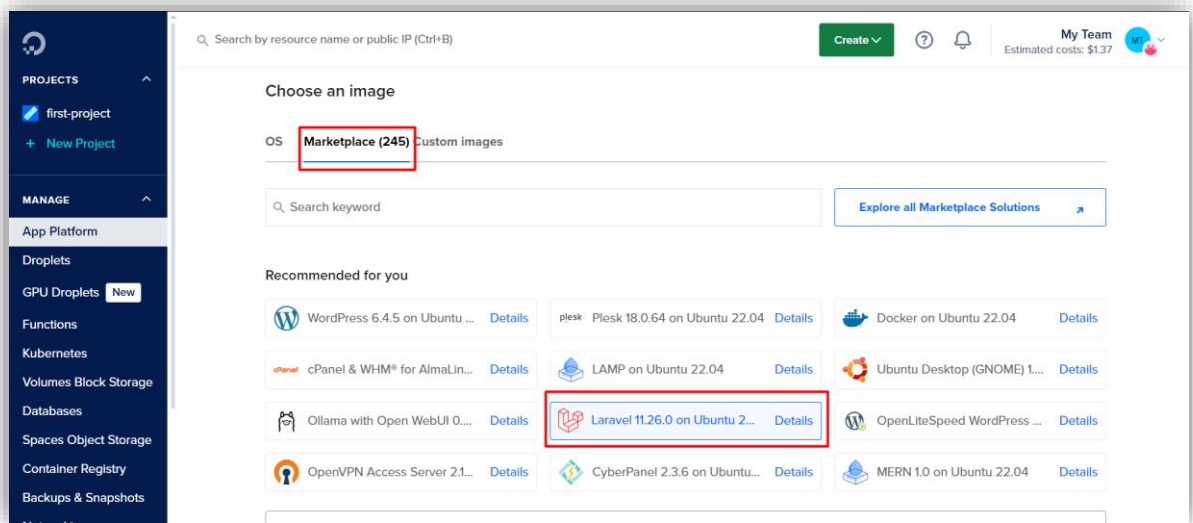 Search by resource name or public IP (Ctrl+B)
Create
My Team
Estimated costs: $1.37
MT
PROJECTS
first-project
+ New Project
MANAGE
App Platform
Droplets
GPU Droplets New
Functions
Kubernetes
Volumes Block Storage
Databases
Spaces Object Storage
Container Registry
Backups & Snapshots
Choose an image
OS Marketplace (245) Custom images
Search keyword
Explore all Marketplace Solutions
Recommended for you
WordPress 6.4.5 on Ubuntu ... Details
plesk Plesk 18.0.64 on Ubuntu 22.04 Details
Docker on Ubuntu 22.04 Details
cPanel cPanel & WHM® for AlmaLin... Details
LAMP on Ubuntu 22.04 Details
Ubuntu Desktop (GNOME) 1.... Details
Ollama with Open WebUI 0.... Details
Laravel 11.26.0 on Ubuntu 2... Details
OpenLiteSpeed WordPress ... Details
OpenVPN Access Server 2.1... Details
CyberPanel 2.3.6 on Ubuntu... Details
MERN 1.0 on Ubuntu 22.04 Details